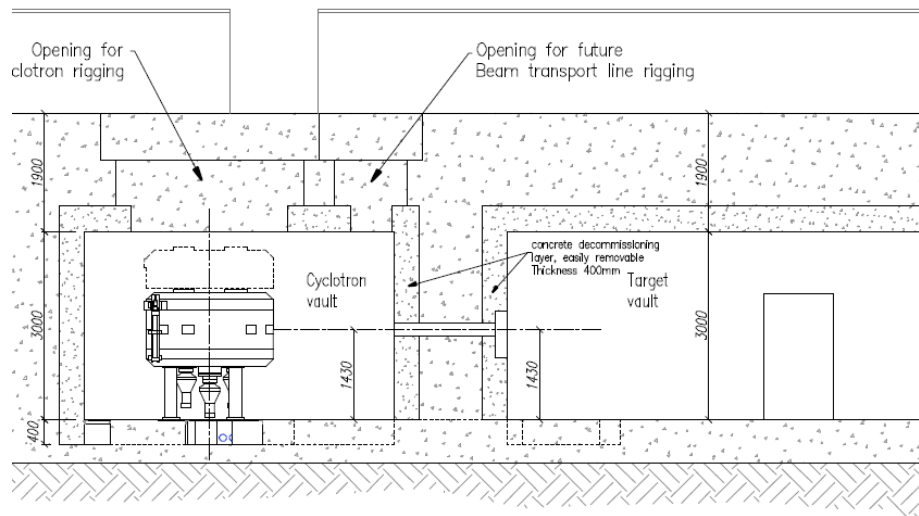 Opening for
clotron rigging
Opening for future
Beam transport line rigging
1900
1900
concrete decommissioning
layer, easily removable
Thickness 400mm
Cyclotron
vault
Target
vault
3000
1430
1430
3000
400